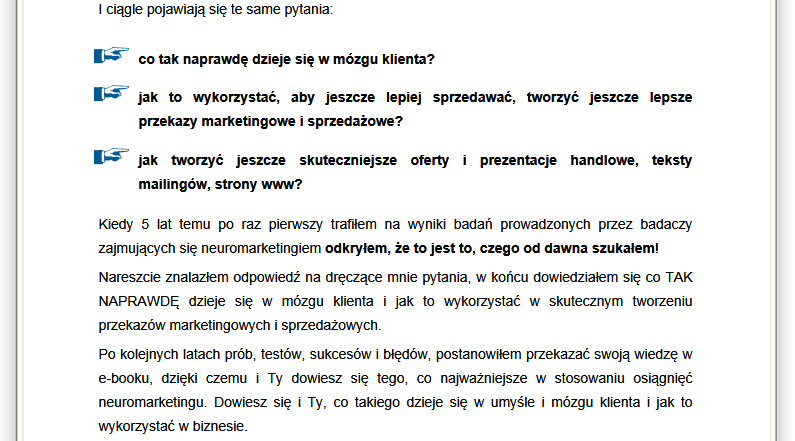 I ciągle pojawiają się te same pytania:
co tak naprawdę dzieje się w mózgu klienta?
jak to wykorzystać, aby jeszcze lepiej sprzedawać, tworzyć jeszcze lepsze
przekazy marketingowe i sprzedażowe?
jak tworzyć jeszcze skuteczniejsze oferty i prezentacje handlowe, teksty
mailingów, strony www?
Kiedy 5 lat temu po raz pierwszy trafiłem na wyniki badań prowadzonych przez badaczy
zajmujących się neuromarketingiem odkryłem, że to jest to, czego od dawna szukałem!
Nareszcie znalazłem odpowiedź na dręczące mnie pytania, w końcu dowiedziałem się co TAK
NAPRAWDĘ dzieje się w mózgu klienta i jak to wykorzystać w skutecznym tworzeniu
przekazów marketingowych i sprzedażowych.
Po kolejnych latach prób, testów, sukcesów i błędów, postanowiłem przekazać swoją wiedzę w
e-booku, dzięki czemu i Ty dowiesz się tego, co najważniejsze w stosowaniu osiągnięć
neuromarketingu. Dowiesz się i Ty, co takiego dzieje się w umyśle i mózgu klienta i jak to
wykorzystać w biznesie.